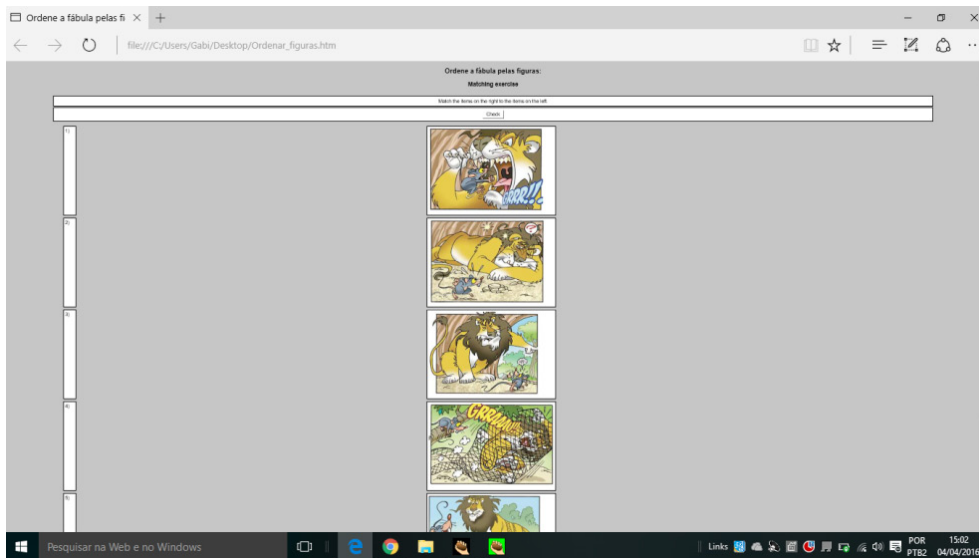 Ordene a fábula pelas fi
file:///C:/Users/Gabi/Desktop/Ordenar_figuras.htm
Ordene a fábula pelas figuras:
Matching exercise
Match the items on the right to the items on the left
Check
1)
GRRR!!!
2)
3)
4)
5)
Pesquisar na Web e no Windows
Links
POR
PTB2
15:02
04/04/2016